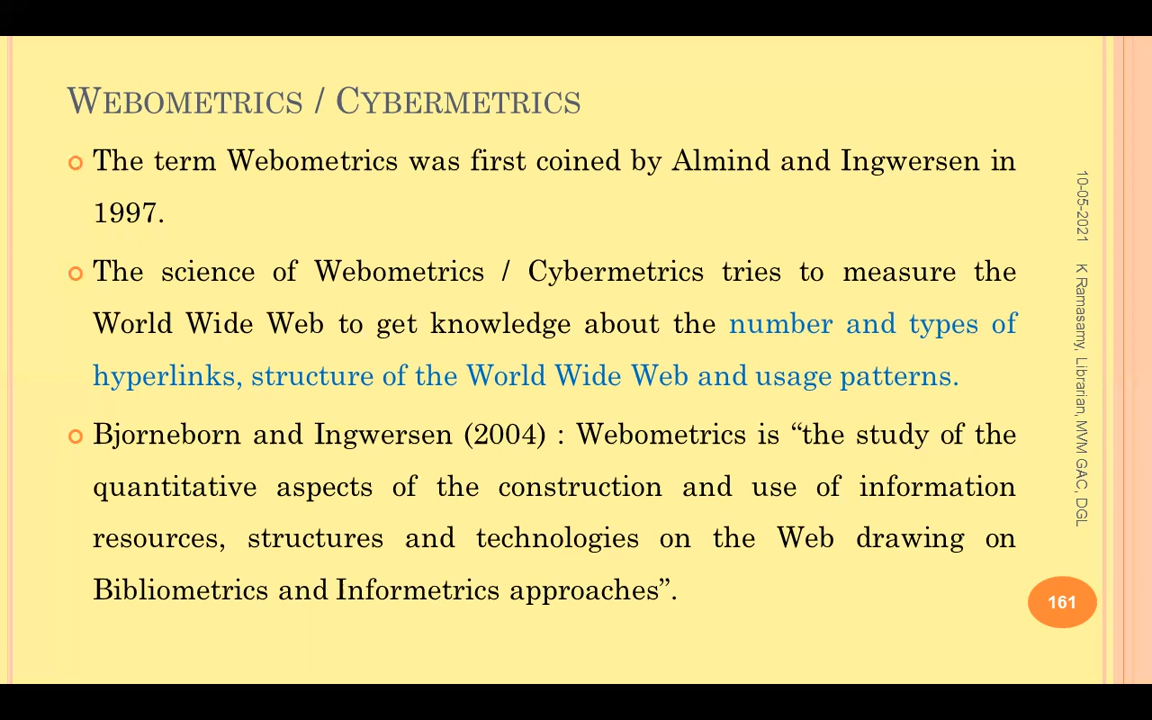 WEBOMETRICS / CYBERMETRICS
The term Webometrics was first coined by Almind and Ingwersen in
1997.
The science of Webometrics / Cybermetrics tries to measure the
World Wide Web to get knowledge about the number and types of
hyperlinks, structure of the World Wide Web and usage patterns.
Bjorneborn and Ingwersen (2004) : Webometrics is “the study of the
quantitative aspects of the construction and use of information
resources, structures and technologies on the Web drawing on
Bibliometrics and Informetrics approaches”.
10-05-2021 K Ramasamy, Librarian, MVM GAC, DGL
161